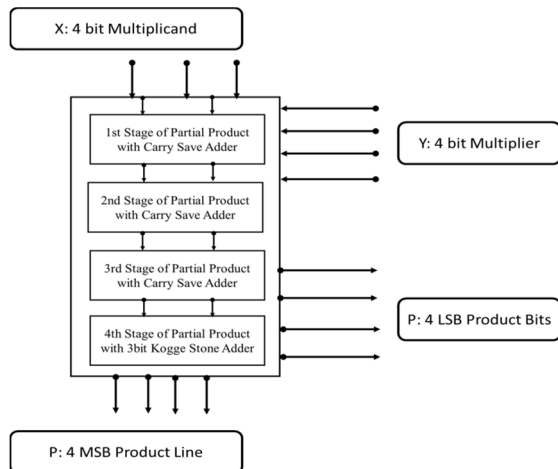 X: 4 bit Multiplicand
1st Stage of Partial Product
with Carry Save Adder
Y: 4 bit Multiplier
2nd Stage of Partial Product
with Carry Save Adder
3rd Stage of Partial Product
with Carry Save Adder
P: 4 LSB Product Bits
4th Stage of Partial Product
with 3bit Kogge Stone Adder
P: 4 MSB Product Line